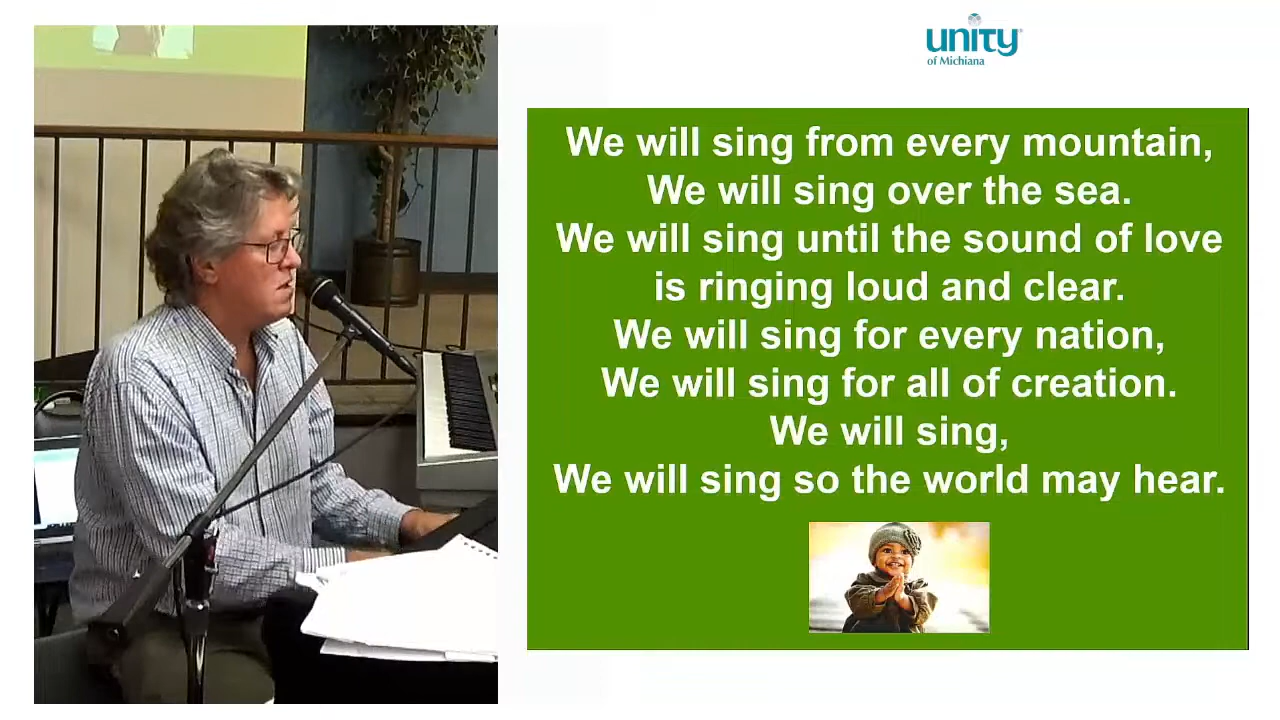 unity
of Michiana
We will sing from every mountain,
We will sing over the sea.
We will sing until the sound of love
is ringing loud and clear.
We will sing for every nation,
We will sing for all of creation.
We will sing,
We will sing so the world may hear.